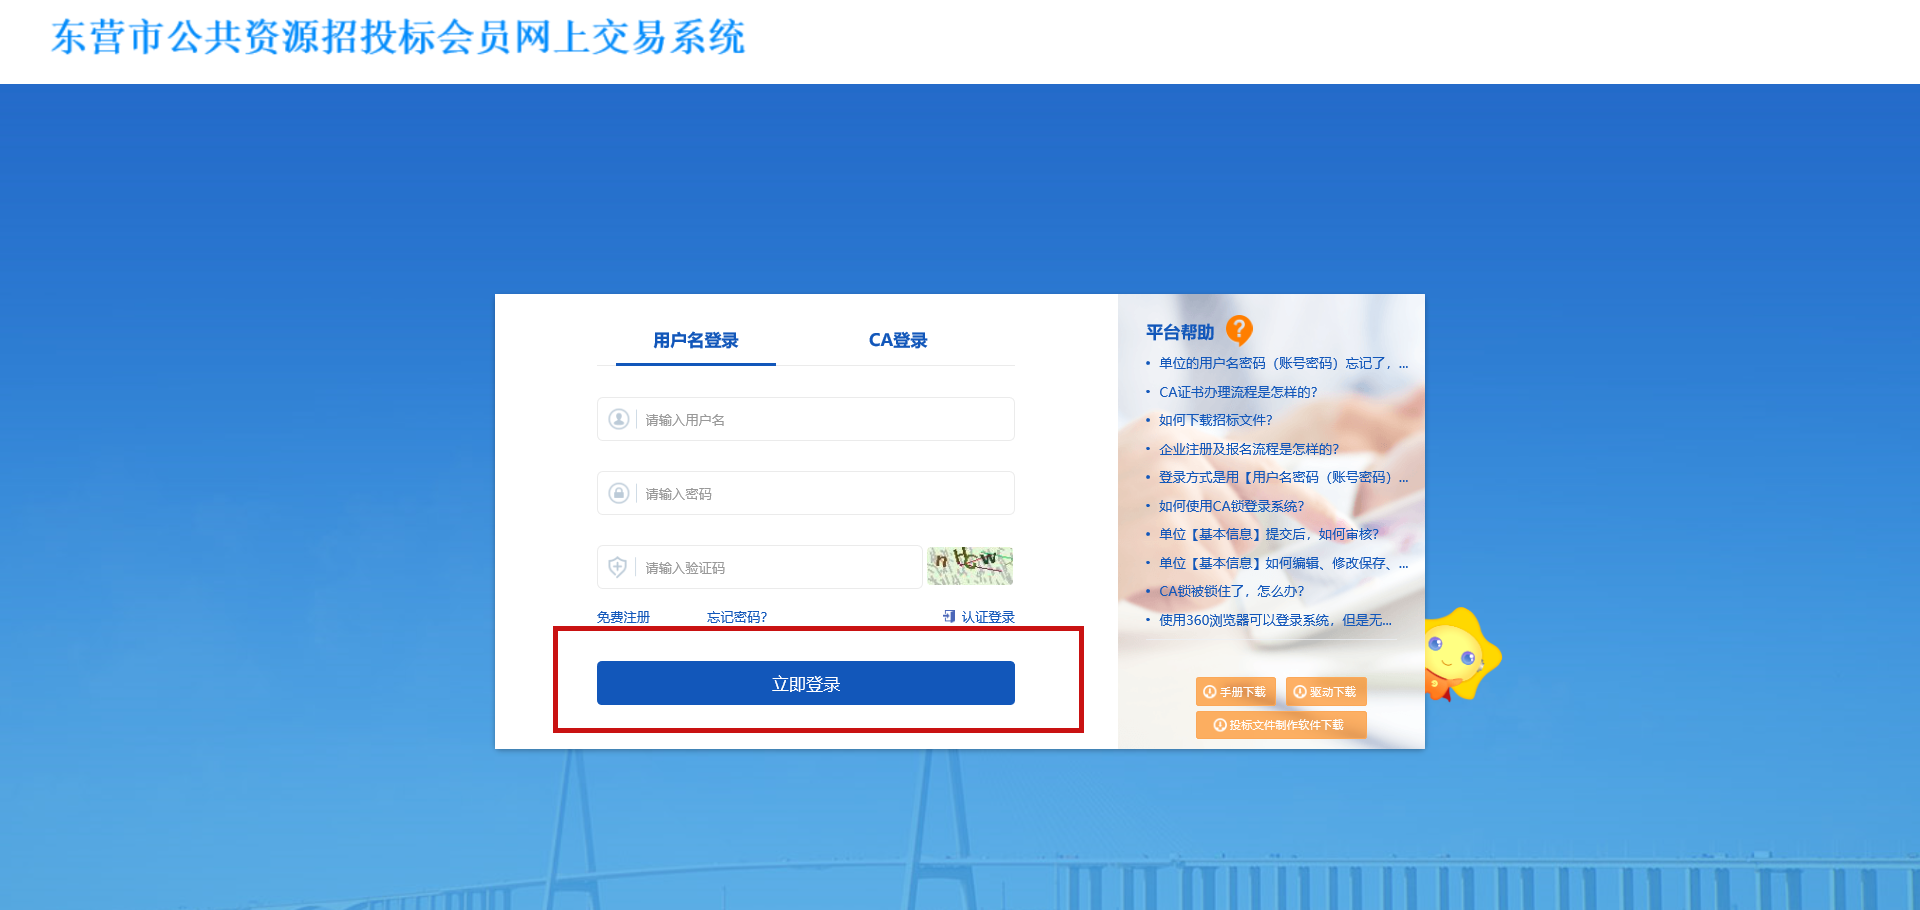 东营市公共资源招投标会员网上交易系统
用户名登录
CA登录
请输入用户名
请输入密码
请输入验证码
免费注册
忘记密码?
认证登录
立即登录
平台帮助
?
• 单位的用户名密码（账号密码）忘记了，...
• CA证书办理流程是怎样的?
• 如何下载招标文件?
• 企业注册及报名流程是怎样的?
• 登录方式是用【用户名密码（账号密码）...
• 如何使用CA锁登录系统?
• 单位【基本信息】提交后，如何审核?
• 单位【基本信息】如何编辑、修改保存、...
• CA锁被锁住了，怎么办?
• 使用360浏览器可以登录系统，但是无...
手册下载
驱动下载
投标文件制作软件下载